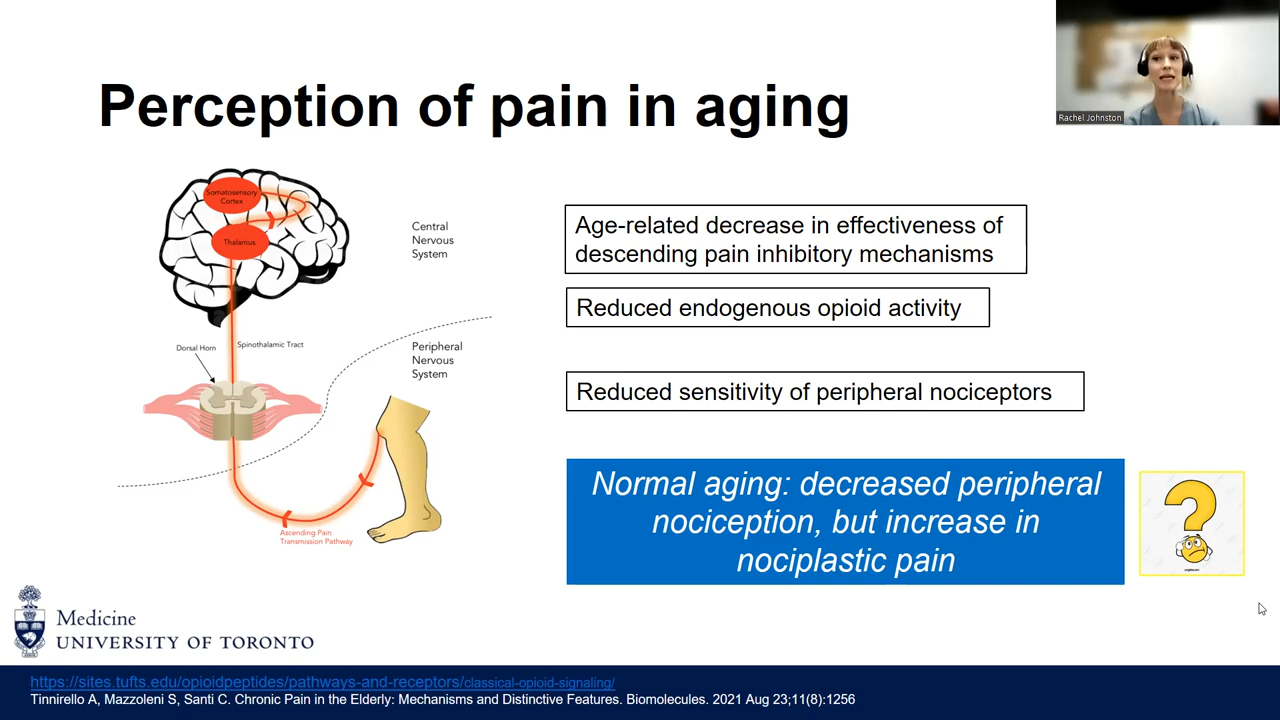 Perception of pain in aging
Rachel Johnston
Somatosensory
Cortex
Thalamus
Central
Nervous
System
Dorsal Horn
Spinothalamic Tract
Peripheral
Nervous
System
Ascending Pain
Transmission Pathway
Age-related decrease in effectiveness of
descending pain inhibitory mechanisms
Reduced endogenous opioid activity
Reduced sensitivity of peripheral nociceptors
Normal aging: decreased peripheral
nociception, but increase in
nociplastic pain
?
Medicine
UNIVERSITY OF TORONTO
https://sites.tufts.edu/opioidpeptides/pathways-and-receptors/classical-opioid-signaling/
Tinnirello A, Mazzoleni S, Santi C. Chronic Pain in the Elderly: Mechanisms and Distinctive Features. Biomolecules. 2021 Aug 23;11(8):1256